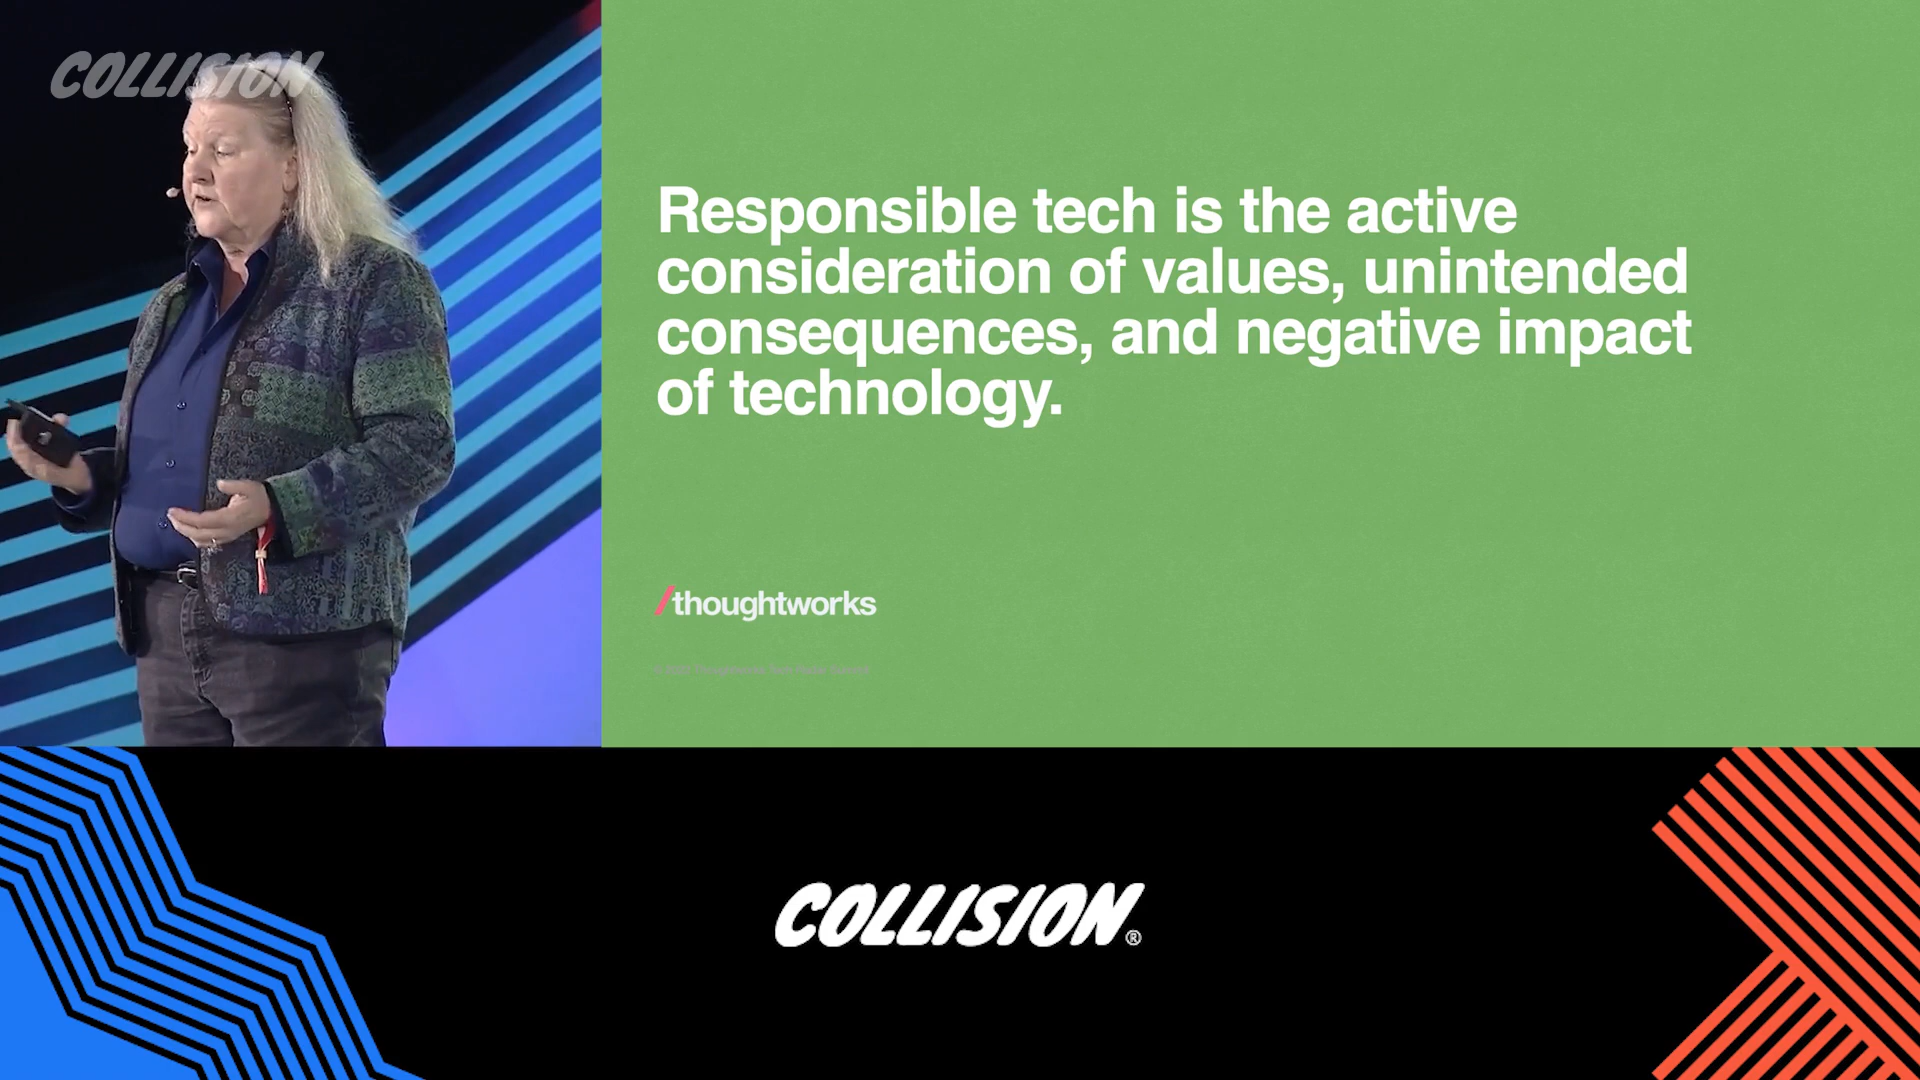 COLLISION
Responsible tech is the active
consideration of values, unintended
consequences, and negative impact
of technology.
/thoughtworks
COLLISION®